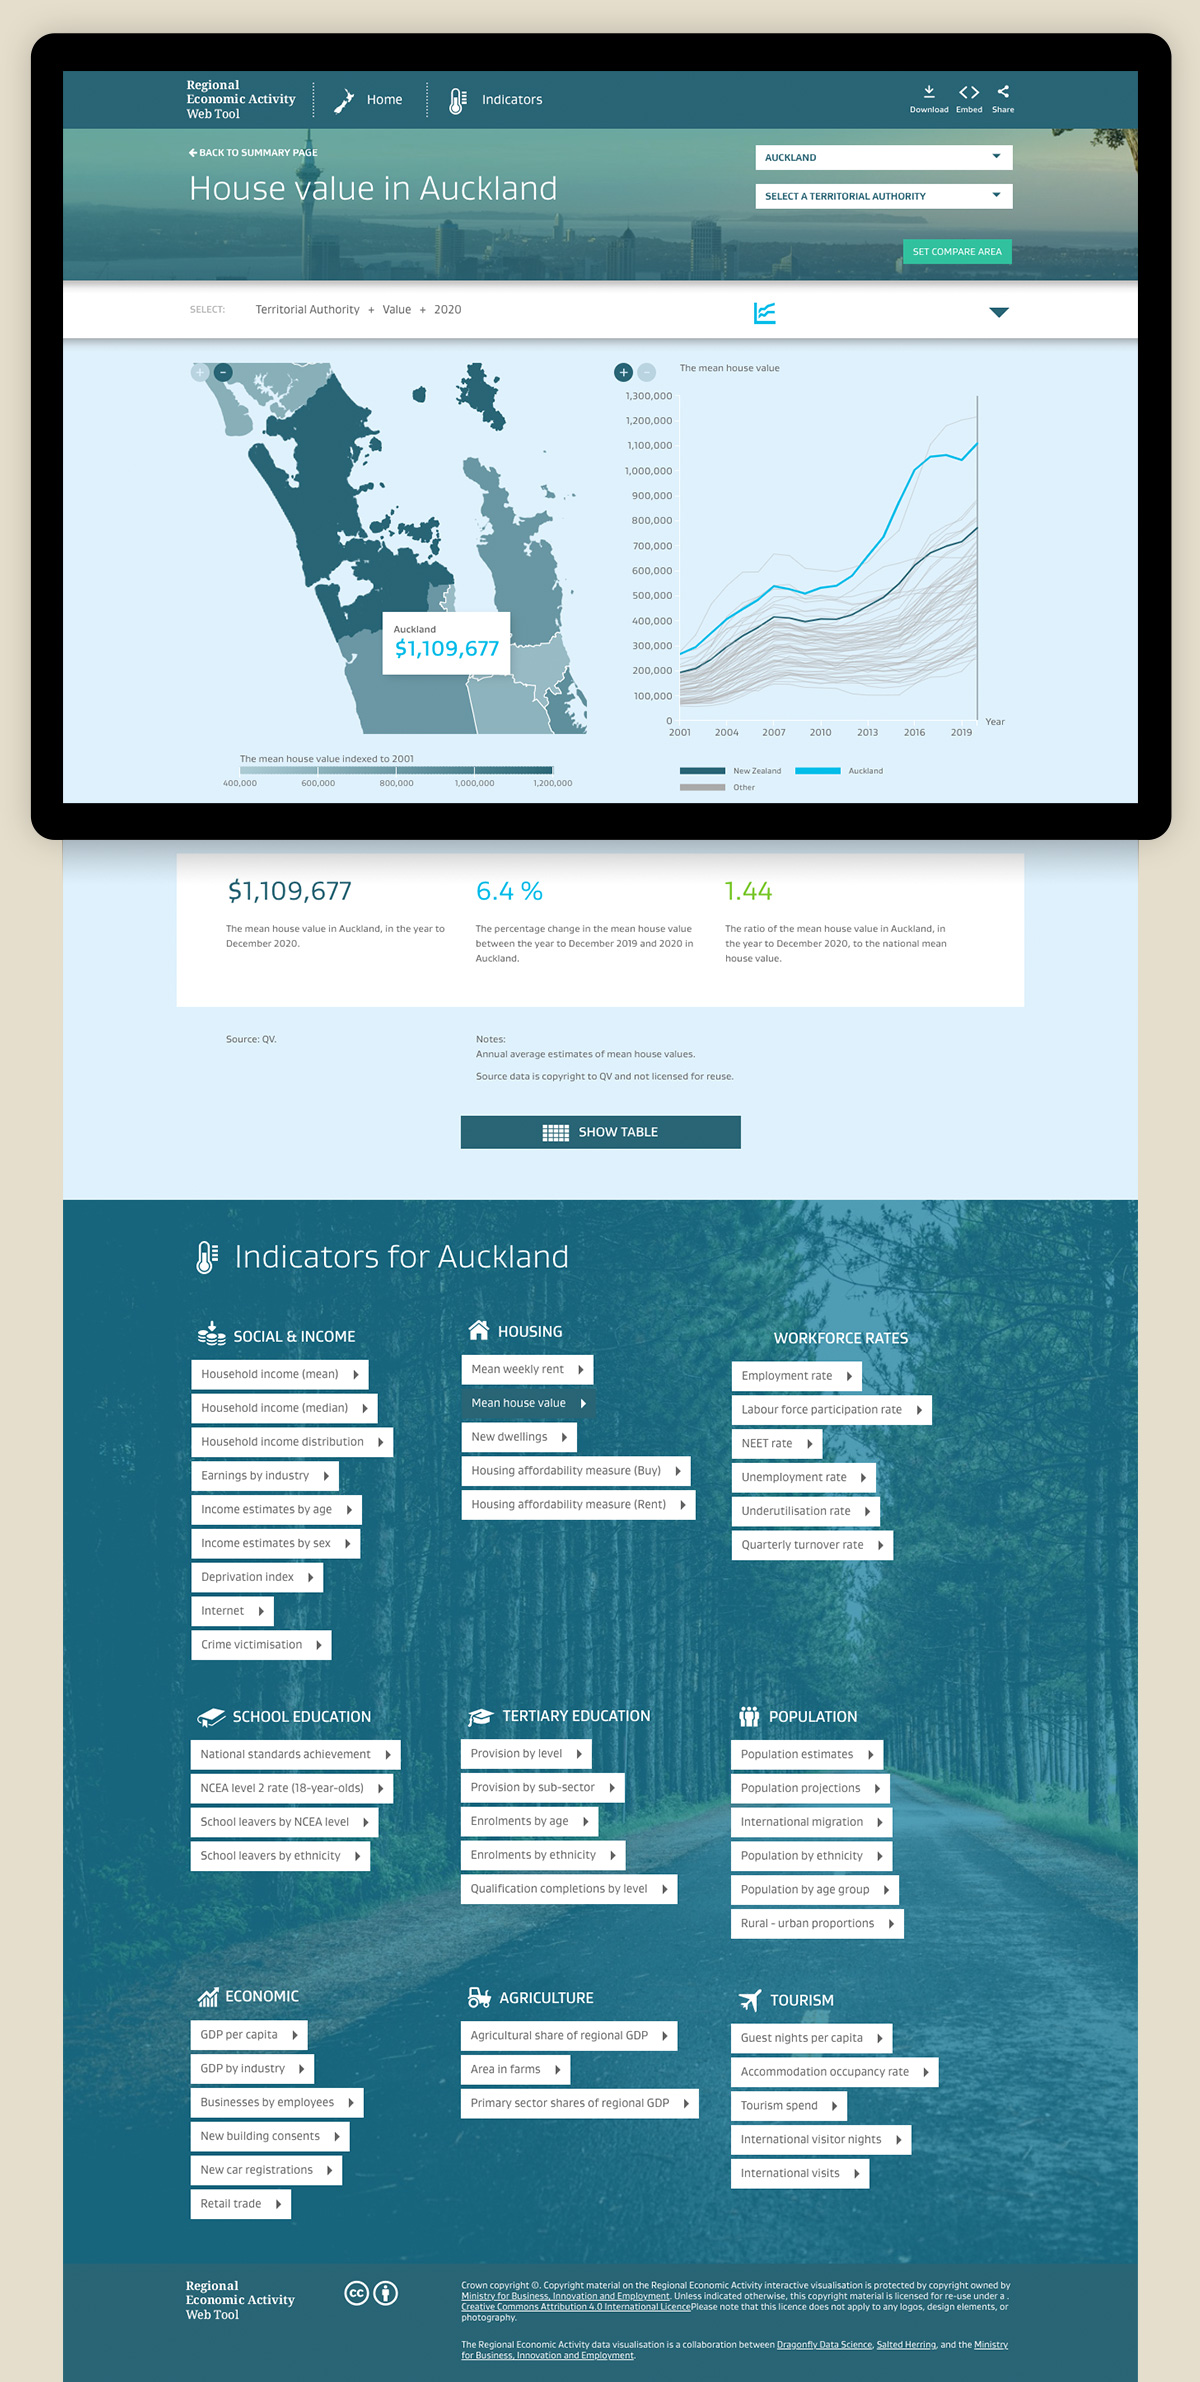 Regional
Economic Activity
Web Tool
Home
Indicators
Download
Embed
Share
BACK TO SUMMARY PAGE
House value in Auckland
AUCKLAND
SELECT A TERRITORIAL AUTHORITY
SET COMPARE AREA
SELECT:
Territorial Authority + Value + 2020
+ -
Auckland
$1,109,677
The mean house value indexed to 2001
400,000
600,000
800,000
1,000,000
1,200,000
+ -
The mean house value
1,300,000
1,200,000
1,100,000
1,000,000
900,000
800,000
700,000
600,000
500,000
400,000
300,000
200,000
100,000
0
Year
2001
2004
2007
2010
2013
2016
2019
New Zealand
Auckland
Other
$1,109,677
The mean house value in Auckland, in the year to
December 2020.
6.4 %
The percentage change in the mean house value
between the year to December 2019 and 2020 in
Auckland.
1.44
The ratio of the mean house value in Auckland, in
the year to December 2020, to the national mean
house value.
Source: QV.
Notes:
Annual average estimates of mean house values.
Source data is copyright to QV and not licensed for reuse.
SHOW TABLE
Indicators for Auckland
SOCIAL & INCOME
Household income (mean)
Household income (median)
Household income distribution
Earnings by industry
Income estimates by age
Income estimates by sex
Deprivation index
Internet
Crime victimisation
HOUSING
Mean weekly rent
Mean house value
New dwellings
Housing affordability measure (Buy)
Housing affordability measure (Rent)
WORKFORCE RATES
Employment rate
Labour force participation rate
NEET rate
Unemployment rate
Underutilisation rate
Quarterly turnover rate
SCHOOL EDUCATION
National standards achievement
NCEA level 2 rate (18-year-olds)
School leavers by NCEA level
School leavers by ethnicity
TERTIARY EDUCATION
Provision by level
Provision by sub-sector
Enrolments by age
Enrolments by ethnicity
Qualification completions by level
POPULATION
Population estimates
Population projections
International migration
Population by ethnicity
Population by age group
Rural - urban proportions
ECONOMIC
GDP per capita
GDP by industry
Businesses by employees
New building consents
New car registrations
Retail trade
AGRICULTURE
Agricultural share of regional GDP
Area in farms
Primary sector shares of regional GDP
TOURISM
Guest nights per capita
Accommodation occupancy rate
Tourism spend
International visitor nights
International visits
Regional
Economic Activity
Web Tool
cc
Crown copyright ©. Copyright material on the Regional Economic Activity interactive visualisation is protected by copyright owned by
Ministry for Business, Innovation and Employment. Unless indicated otherwise, this copyright material is licensed for re-use under a .
Creative Commons Attribution 4.0 International LicencePlease note that this licence does not apply to any logos, design elements, or
photography.
The Regional Economic Activity data visualisation is a collaboration between Dragonfly Data Science, Salted Herring, and the Ministry
for Business, Innovation and Employment.